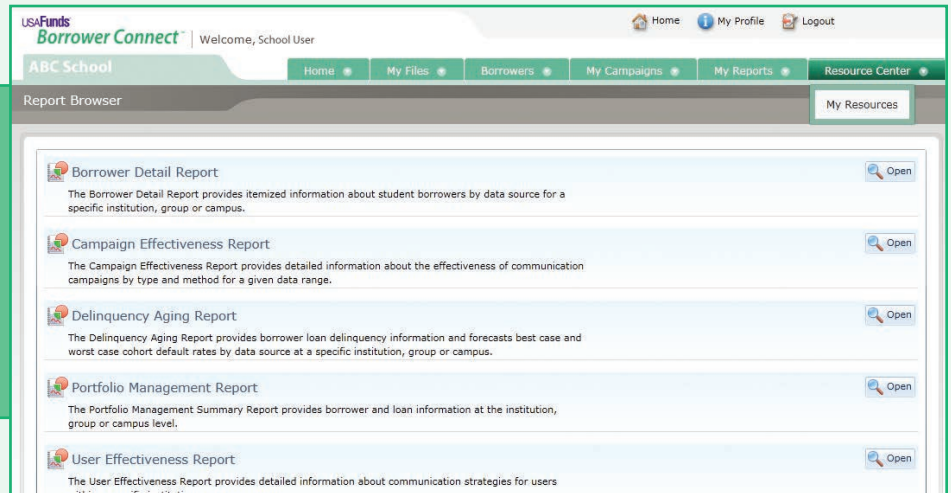 USAFunds
Borrower Connect™ | Welcome, School User
Home My Profile Logout
ABC School
Home My Files Borrowers My Campaigns My Reports Resource Center
Report Browser
My Resources
Borrower Detail Report
Open
The Borrower Detail Report provides itemized information about student borrowers by data source for a
specific institution, group or campus.
Campaign Effectiveness Report
Open
The Campaign Effectiveness Report provides detailed information about the effectiveness of communication
campaigns by type and method for a given data range.
Delinquency Aging Report
Open
The Delinquency Aging Report provides borrower loan delinquency information and forecasts best case and
worst case cohort default rates by data source at a specific institution, group or campus.
Portfolio Management Report
Open
The Portfolio Management Summary Report provides borrower and loan information at the institution,
group or campus level.
User Effectiveness Report
Open
The User Effectiveness Report provides detailed information about communication strategies for users